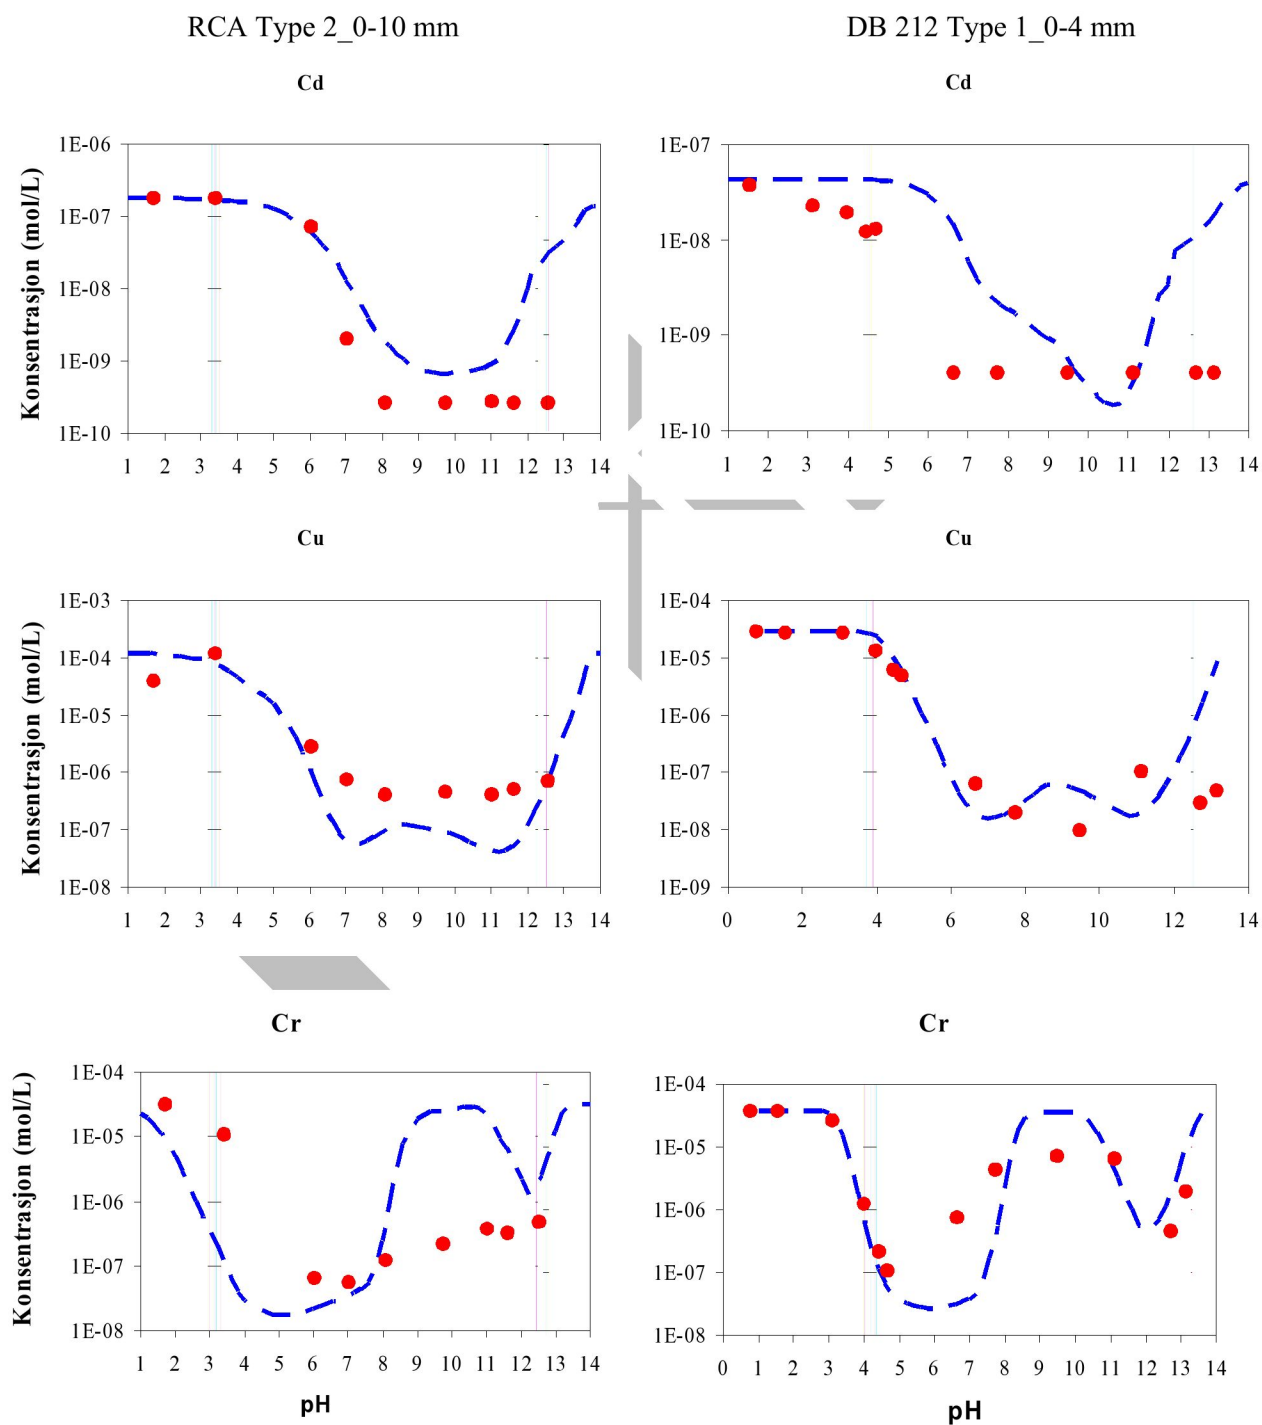 RCA Type 2_0-10 mm
DB 212 Type 1_0-4 mm
Cd
Cd
Konsentrasjon (mol/L)
1E-06
1E-07
1E-08
1E-09
1E-10
1 2 3 4 5 6 7 8 9 10 11 12 13 14
1E-07
1E-08
1E-09
1E-10
1 2 3 4 5 6 7 8 9 10 11 12 13 14
Cu
Cu
Konsentrasjon (mol/L)
1E-03
1E-04
1E-05
1E-06
1E-07
1E-08
1 2 3 4 5 6 7 8 9 10 11 12 13 14
1E-04
1E-05
1E-06
1E-07
1E-08
1E-09
0 2 4 6 8 10 12 14
Cr
Cr
Konsentrasjon (mol/L)
1E-04
1E-05
1E-06
1E-07
1E-08
1 2 3 4 5 6 7 8 9 10 11 12 13 14
pH
1E-04
1E-05
1E-06
1E-07
1E-08
0 1 2 3 4 5 6 7 8 9 10 11 12 13 14
pH